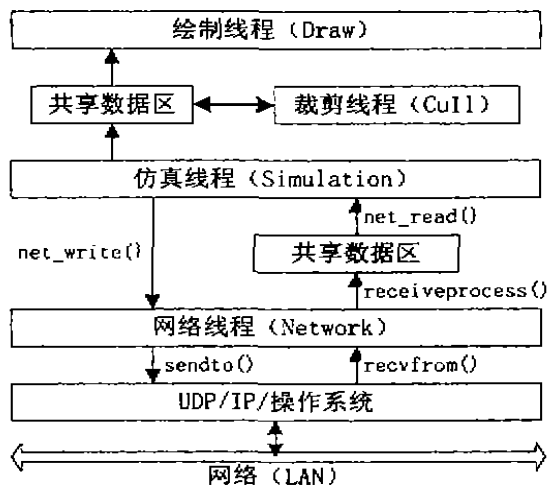 绘制线程（Draw）
共享数据区
裁剪线程（Cull）
仿真线程（Simulation）
net_read()
net_write()
共享数据区
receiveprocess()
网络线程（Network）
sendto()
recvfrom()
UDP/IP/操作系统
网络（LAN）